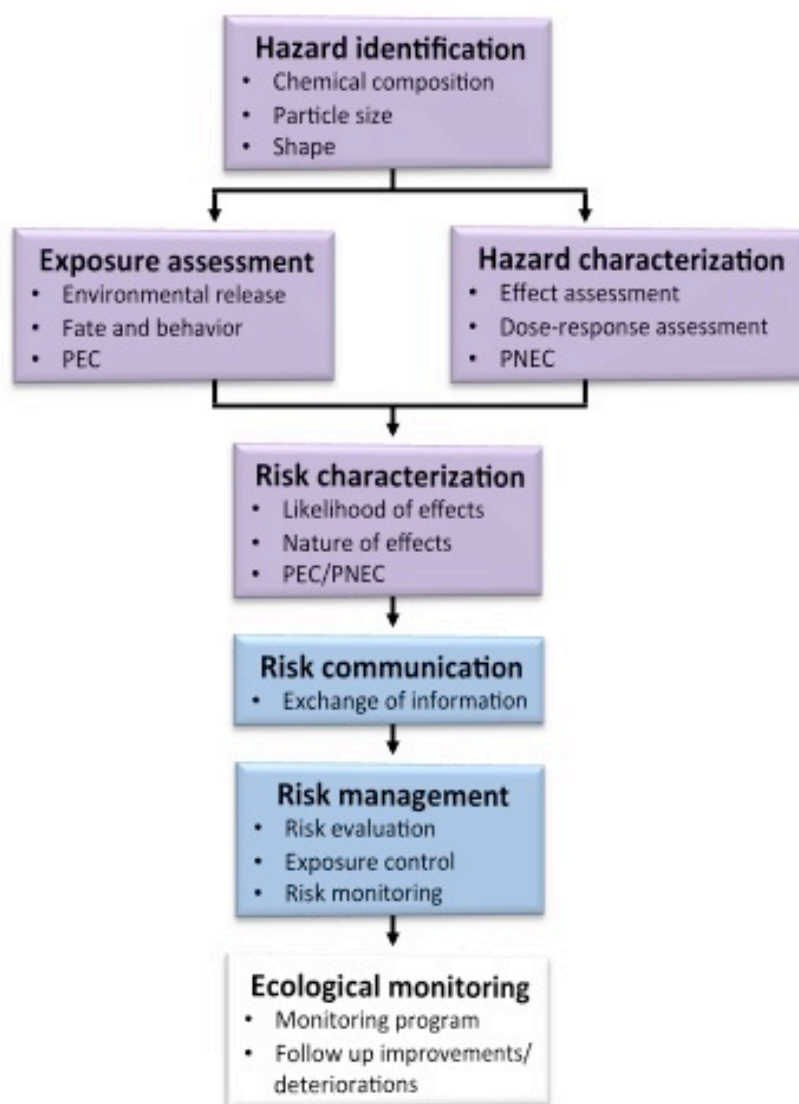 Hazard identification
• Chemical composition
• Particle size
• Shape
Exposure assessment
• Environmental release
• Fate and behavior
• PEC
Hazard characterization
• Effect assessment
• Dose-response assessment
• PNEC
Risk characterization
• Likelihood of effects
• Nature of effects
• PEC/PNEC
Risk communication
• Exchange of information
Risk management
• Risk evaluation
• Exposure control
• Risk monitoring
Ecological monitoring
• Monitoring program
• Follow up improvements/
deteriorations